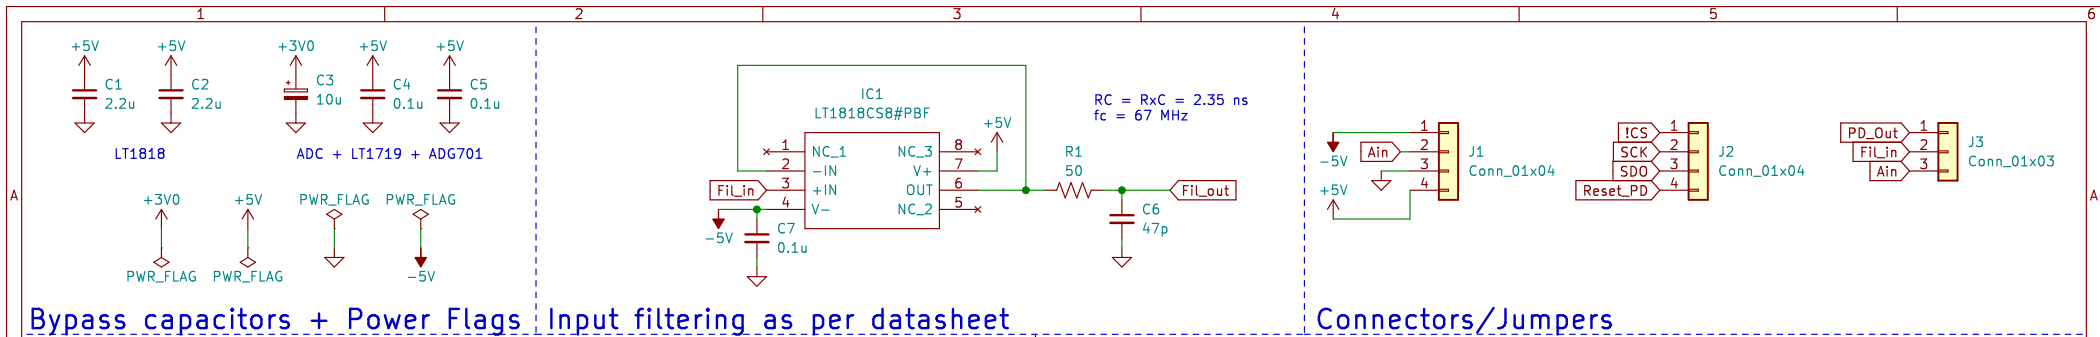 1 2 3 4 5 6
A A
+5V
C1
2.2u
+5V
C2
2.2u
+3V0
+
C3
10u
+5V
C4
0.1u
+5V
C5
0.1u
LT1818
ADC + LT1719 + ADG701
+3V0
PWR_FLAG
+5V
PWR_FLAG
PWR_FLAG
PWR_FLAG
-5V
Bypass capacitors + Power Flags
IC1
LT1818CS8#PBF
1 NC_1
2 -IN
3 +IN
4 V-
NC_3 8
V+ 7
OUT 6
NC_2 5
Fil_in
-5V
C7
0.1u
+5V
RC = RxC = 2.35 ns
fc = 67 MHz
R1
50
Fil_out
C6
47p
Input filtering as per datasheet
-5V
Ain
+5V
1
2
3
4
J1
Conn_01x04
!CS 1
SCK 2
SDO 3
Reset_PD 4
J2
Conn_01x04
PD_Out 1
Fil_in 2
Ain 3
J3
Conn_01x03
Connectors/Jumpers